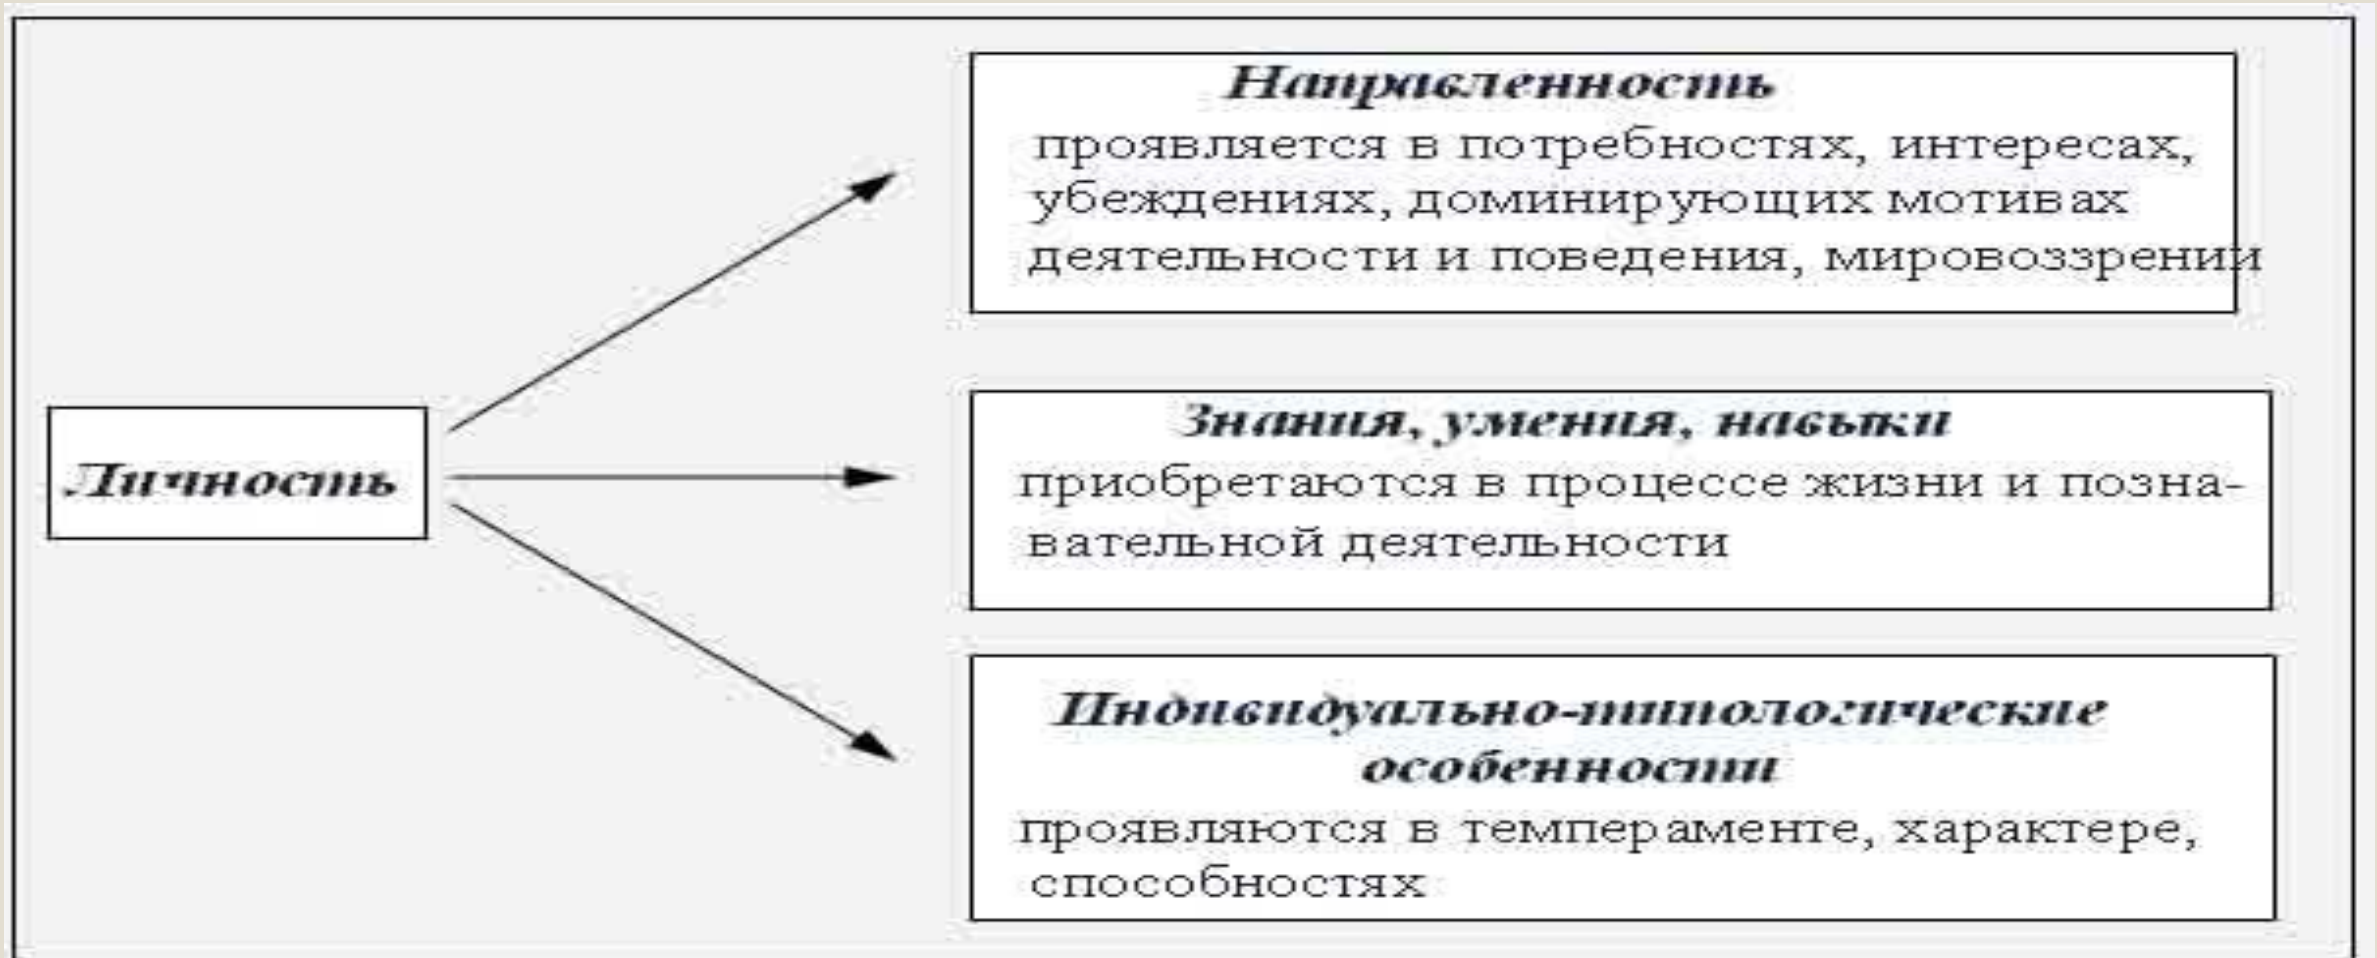 Направленность
проявляется в потребностях, интересах,
убеждениях, доминирующих мотивах
деятельности и поведения, мировоззрении
Личность
Знания, умения, навыки
приобретаются в процессе жизни и позна-
вательной деятельности
Индивидуально-типологические
особенности
проявляются в темпераменте, характере,
способностях